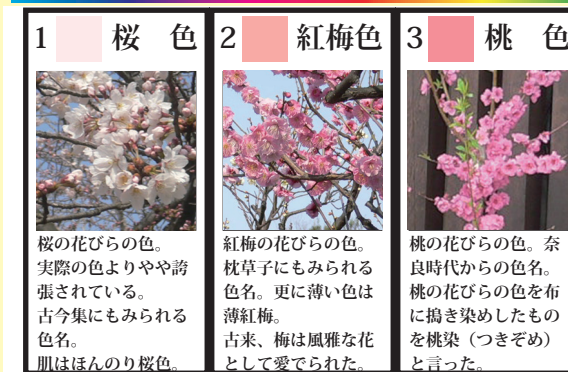 1 桜 色
桜の花びらの色。
実際の色よりやや誇
張されている。
古今集にもみられる
色名。
肌はほんのり桜色。
2 紅梅色
紅梅の花びらの色。
枕草子にもみられる
色名。更に薄い色は
薄紅梅。
古来、梅は風雅な花
として愛でられた。
3 桃 色
桃の花びらの色。奈
良時代からの色名。
桃の花びらの色を布
に搗き染めしたもの
を桃染（つきぞめ）
と言った。